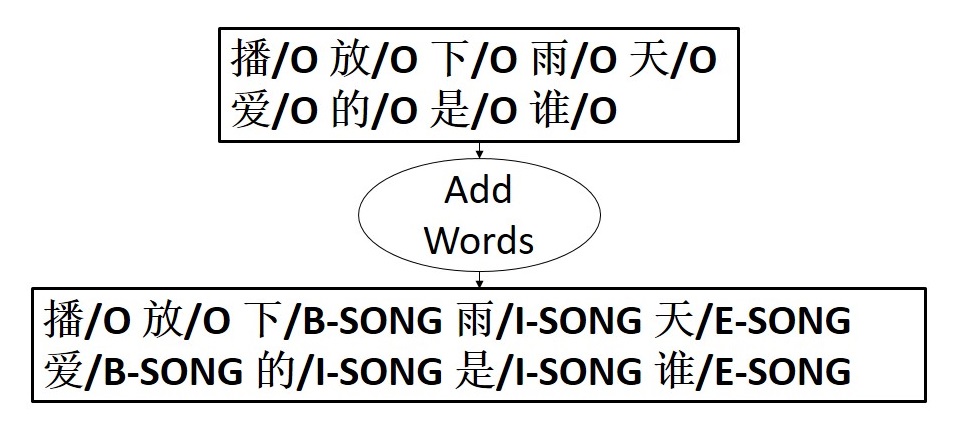 播/O 放/O 下/O 雨/O 天/O
爱/O 的/O 是/O 谁/O
Add
Words
播/O 放/O 下/B-SONG 雨/I-SONG 天/E-SONG
爱/B-SONG 的/I-SONG 是/I-SONG 谁/E-SONG